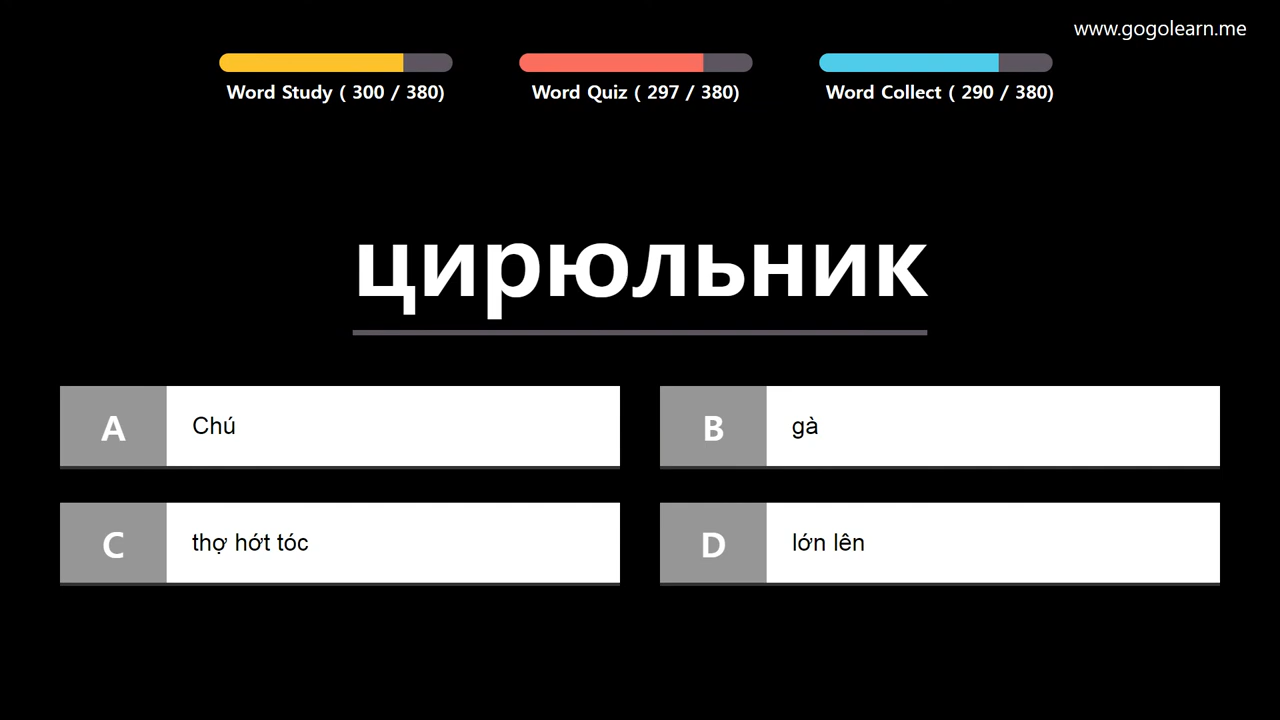 www.gogolearn.me
Word Study ( 300 / 380)
Word Quiz ( 297 / 380)
Word Collect ( 290 / 380)
цирюльник
A Chú
B gà
C thợ hớt tóc
D lớn lên